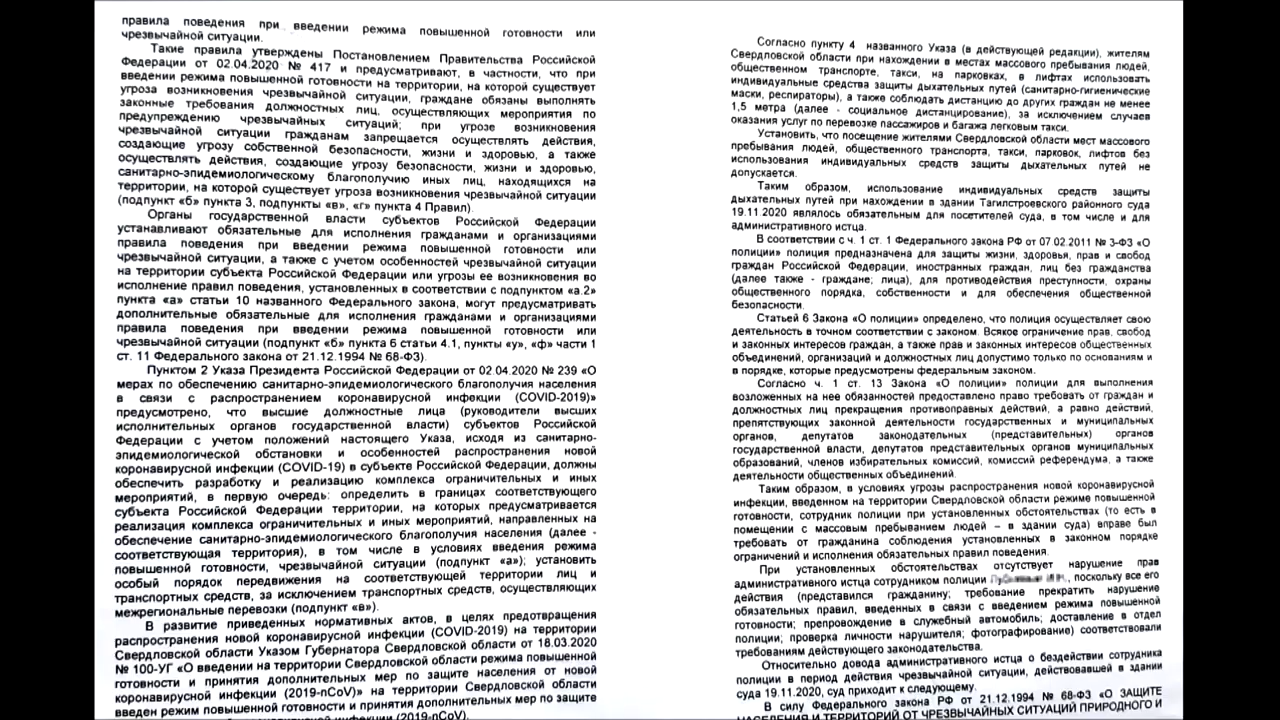 правила поведения при введении режима повышенной готовности или
чрезвычайной ситуации.
Такие правила утверждены Постановлением Правительства Российской
Федерации от 02.04.2020 № 417 и предусматривают, в частности, что при
введении режима повышенной готовности на территории, на которой существует
угроза возникновения чрезвычайной ситуации, граждане обязаны выполнять
законные требования должностных лиц, осуществляющих мероприятия по
предупреждению чрезвычайных ситуаций; при угрозе возникновения
чрезвычайной ситуации гражданам запрещается осуществлять действия,
создающие угрозу собственной безопасности, жизни и здоровью, а также
осуществлять действия, создающие угрозу безопасности, жизни и здоровью,
санитарно-эпидемиологическому благополучию иных лиц, находящихся на
территории, на которой существует угроза возникновения чрезвычайной ситуации
(подпункт «б» пункта 3, подпункты «в», «г» пункта 4 Правил).
Органы государственной власти субъектов Российской Федерации
устанавливают обязательные для исполнения гражданами и организациями
правила поведения при введении режима повышенной готовности или
чрезвычайной ситуации, а также с учетом особенностей чрезвычайной ситуации
на территории субъекта Российской Федерации или угрозы ее возникновения во
исполнение правил поведения, установленных в соответствии с подпунктом «а.2»
пункта «а» статьи 10 названного Федерального закона, могут предусматривать
дополнительные обязательные для исполнения гражданами и организациями
правила поведения при введении режима повышенной готовности или
чрезвычайной ситуации (подпункт «б» пункта 6 статьи 4.1, пункты «у», «ф» части 1
ст. 11 Федерального закона от 21.12.1994 № 68-ФЗ).
Пунктом 2 Указа Президента Российской Федерации от 02.04.2020 № 239 «О
мерах по обеспечению санитарно-эпидемиологического благополучия населения
в связи с распространением коронавирусной инфекции (COVID-2019)»
предусмотрено, что высшие должностные лица (руководители высших
исполнительных органов государственной власти) субъектов Российской
Федерации с учетом положений настоящего Указа, исходя из санитарно-
эпидемиологической обстановки и особенностей распространения новой
коронавирусной инфекции (COVID-19) в субъекте Российской Федерации, должны
обеспечить разработку и реализацию комплекса ограничительных и иных
мероприятий, в первую очередь: определить в границах соответствующего
субъекта Российской Федерации территории, на которых предусматривается
реализация комплекса ограничительных и иных мероприятий, направленных на
обеспечение санитарно-эпидемиологического благополучия населения (далее -
соответствующая территория), в том числе в условиях введения режима
повышенной готовности, чрезвычайной ситуации (подпункт «а»); установить
особый порядок передвижения на соответствующей территории лиц и
транспортных средств, за исключением транспортных средств, осуществляющих
межрегиональные перевозки (подпункт «в»).
В развитие приведенных нормативных актов, в целях предотвращения
распространения новой коронавирусной инфекции (COVID-2019) на территории
Свердловской области Указом Губернатора Свердловской области от 18.03.2020
№ 100-УГ «О введении на территории Свердловской области режима повышенной
готовности и принятия дополнительных мер по защите населения от новой
коронавирусной инфекции (2019-nCoV)» на территории Свердловской области
введен режим повышенной готовности и принятия дополнительных мер по защите
коронавирусной инфекции (2019-nCoV).
Согласно пункту 4 названного Указа (в действующей редакции), жителям
Свердловской области при нахождении в местах массового пребывания людей,
общественном транспорте, такси, на парковках, в лифтах использовать
индивидуальные средства защиты дыхательных путей (санитарно-гигиенические
маски, респираторы), а также соблюдать дистанцию до других граждан не менее
1,5 метра (далее - социальное дистанцирование), за исключением случаев
оказания услуг по перевозке пассажиров и багажа легковым такси.
Установить, что посещение жителями Свердловской области мест массового
пребывания людей, общественного транспорта, такси, парковок, лифтов без
использования индивидуальных средств защиты дыхательных путей не
допускается.
Таким образом, использование индивидуальных средств защиты
дыхательных путей при нахождении в здании Тагилстроевского районного суда
19.11.2020 являлось обязательным для посетителей суда, в том числе и для
административного истца.
В соответствии с ч. 1 ст. 1 Федерального закона РФ от 07.02.2011 № 3-ФЗ «О
полиции» полиция предназначена для защиты жизни, здоровья, прав и свобод
граждан Российской Федерации, иностранных граждан, лиц без гражданства
(далее также - граждане; лица), для противодействия преступности, охраны
общественного порядка, собственности и для обеспечения общественной
безопасности.
Статьей 6 Закона «О полиции» определено, что полиция осуществляет свою
деятельность в точном соответствии с законом. Всякое ограничение прав, свобод
и законных интересов граждан, а также прав и законных интересов общественных
объединений, организаций и должностных лиц допустимо только по основаниям и
в порядке, которые предусмотрены федеральным законом.
Согласно ч. 1 ст. 13 Закона «О полиции» полиции для выполнения
возложенных на нее обязанностей предоставлено право требовать от граждан и
должностных лиц прекращения противоправных действий, а равно действий,
препятствующих законной деятельности государственных и муниципальных
органов, депутатов законодательных (представительных) органов
государственной власти, депутатов представительных органов муниципальных
образований, членов избирательных комиссий, комиссий референдума, а также
деятельности общественных объединений.
Таким образом, в условиях угрозы распространения новой коронавирусной
инфекции, введенном на территории Свердловской области режиме повышенной
готовности, сотрудник полиции при установленных обстоятельствах (то есть в
помещении с массовым пребыванием людей – в здании суда) вправе был
требовать от гражданина соблюдения установленных в законном порядке
ограничений и исполнения обязательных правил поведения.
При установленных обстоятельствах отсутствует нарушение прав
административного истца сотрудником полиции , поскольку все его
действия (представился гражданину; требование прекратить нарушение
обязательных правил, введенных в связи с введением режима повышенной
готовности; препровождение в служебный автомобиль; доставление в отдел
полиции; проверка личности нарушителя; фотографирование) соответствовали
требованиям действующего законодательства.
Относительно довода административного истца о бездействии сотрудника
полиции в период действия чрезвычайной ситуации, действовавшей в здании
суда 19.11.2020, суд приходит к следующему.
В силу Федерального закона РФ от 21.12.1994 № 68-ФЗ «О ЗАЩИТЕ
НАСЕЛЕНИЯ И ТЕРРИТОРИЙ ОТ ЧРЕЗВЫЧАЙНЫХ СИТУАЦИЙ ПРИРОДНОГО И